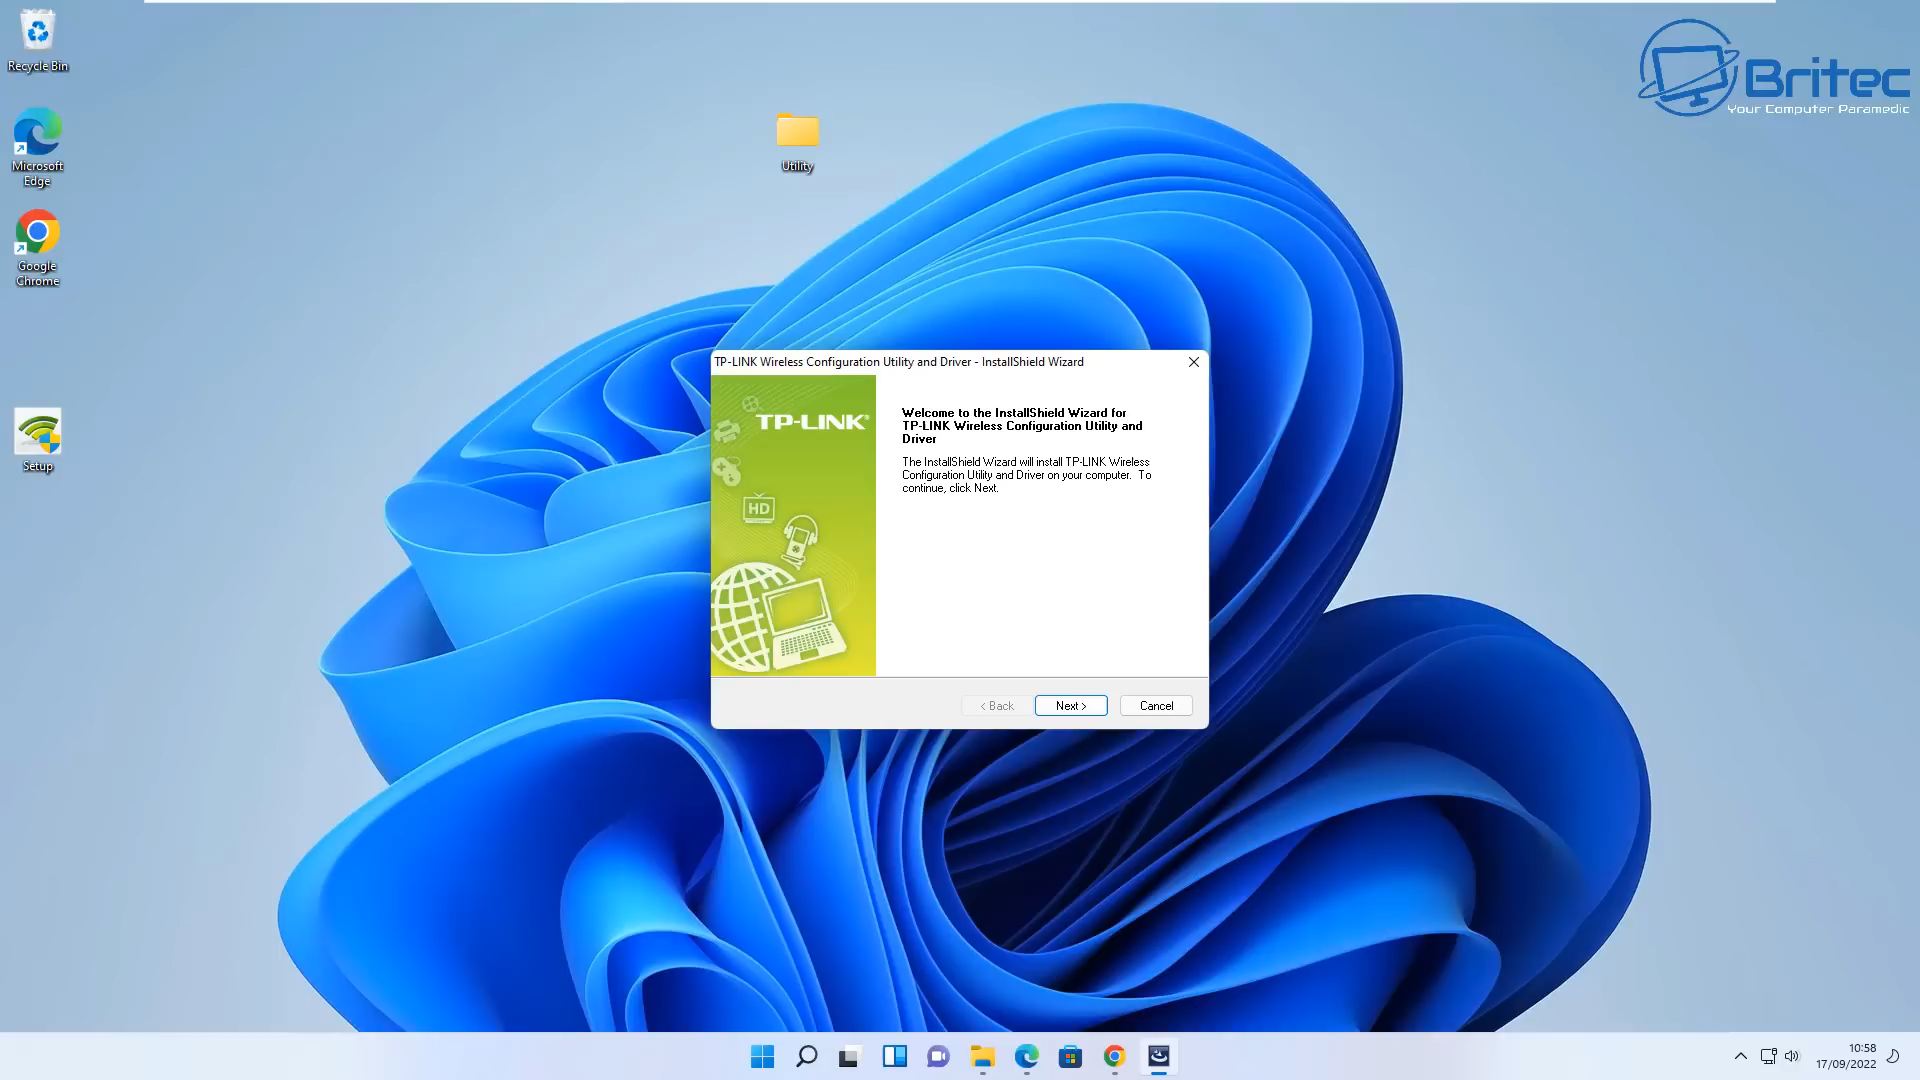 Recycle Bin
Microsoft
Edge
Google
Chrome
Setup
Utility
Britec
Your Computer Paramedic
TP-LINK Wireless Configuration Utility and Driver - InstallShield Wizard
TP-LINK®
HD
Welcome to the InstallShield Wizard for
TP-LINK Wireless Configuration Utility and
Driver
The InstallShield Wizard will install TP-LINK Wireless
Configuration Utility and Driver on your computer. To
continue, click Next.
< Back
Next >
Cancel
10:58
17/09/2022